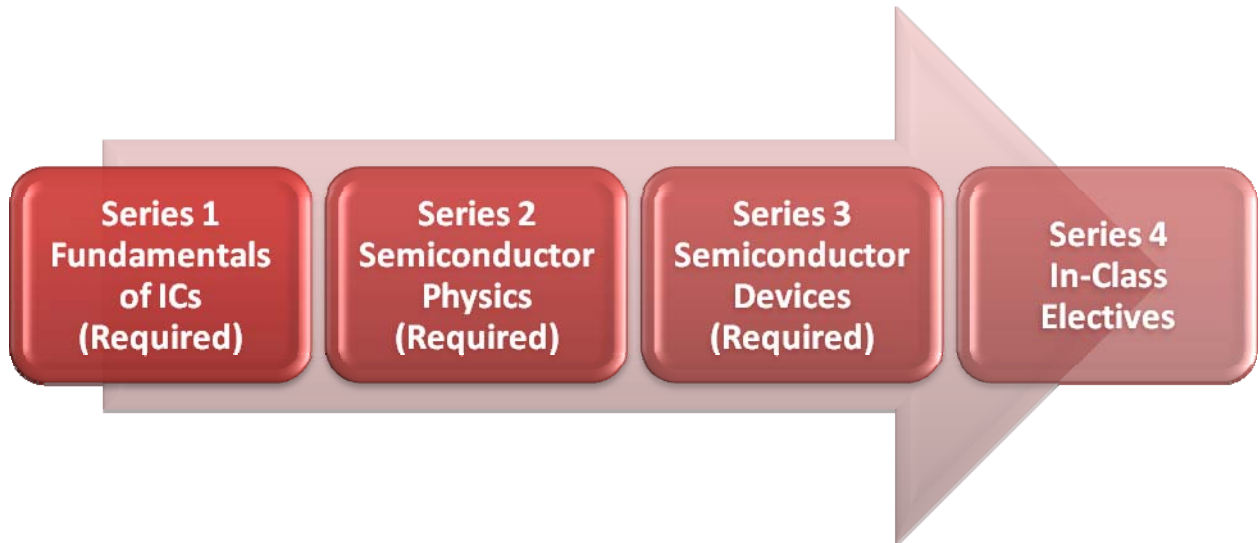 Series 1
Fundamentals
of ICs
(Required)
Series 2
Semiconductor
Physics
(Required)
Series 3
Semiconductor
Devices
(Required)
Series 4
In-Class
Electives